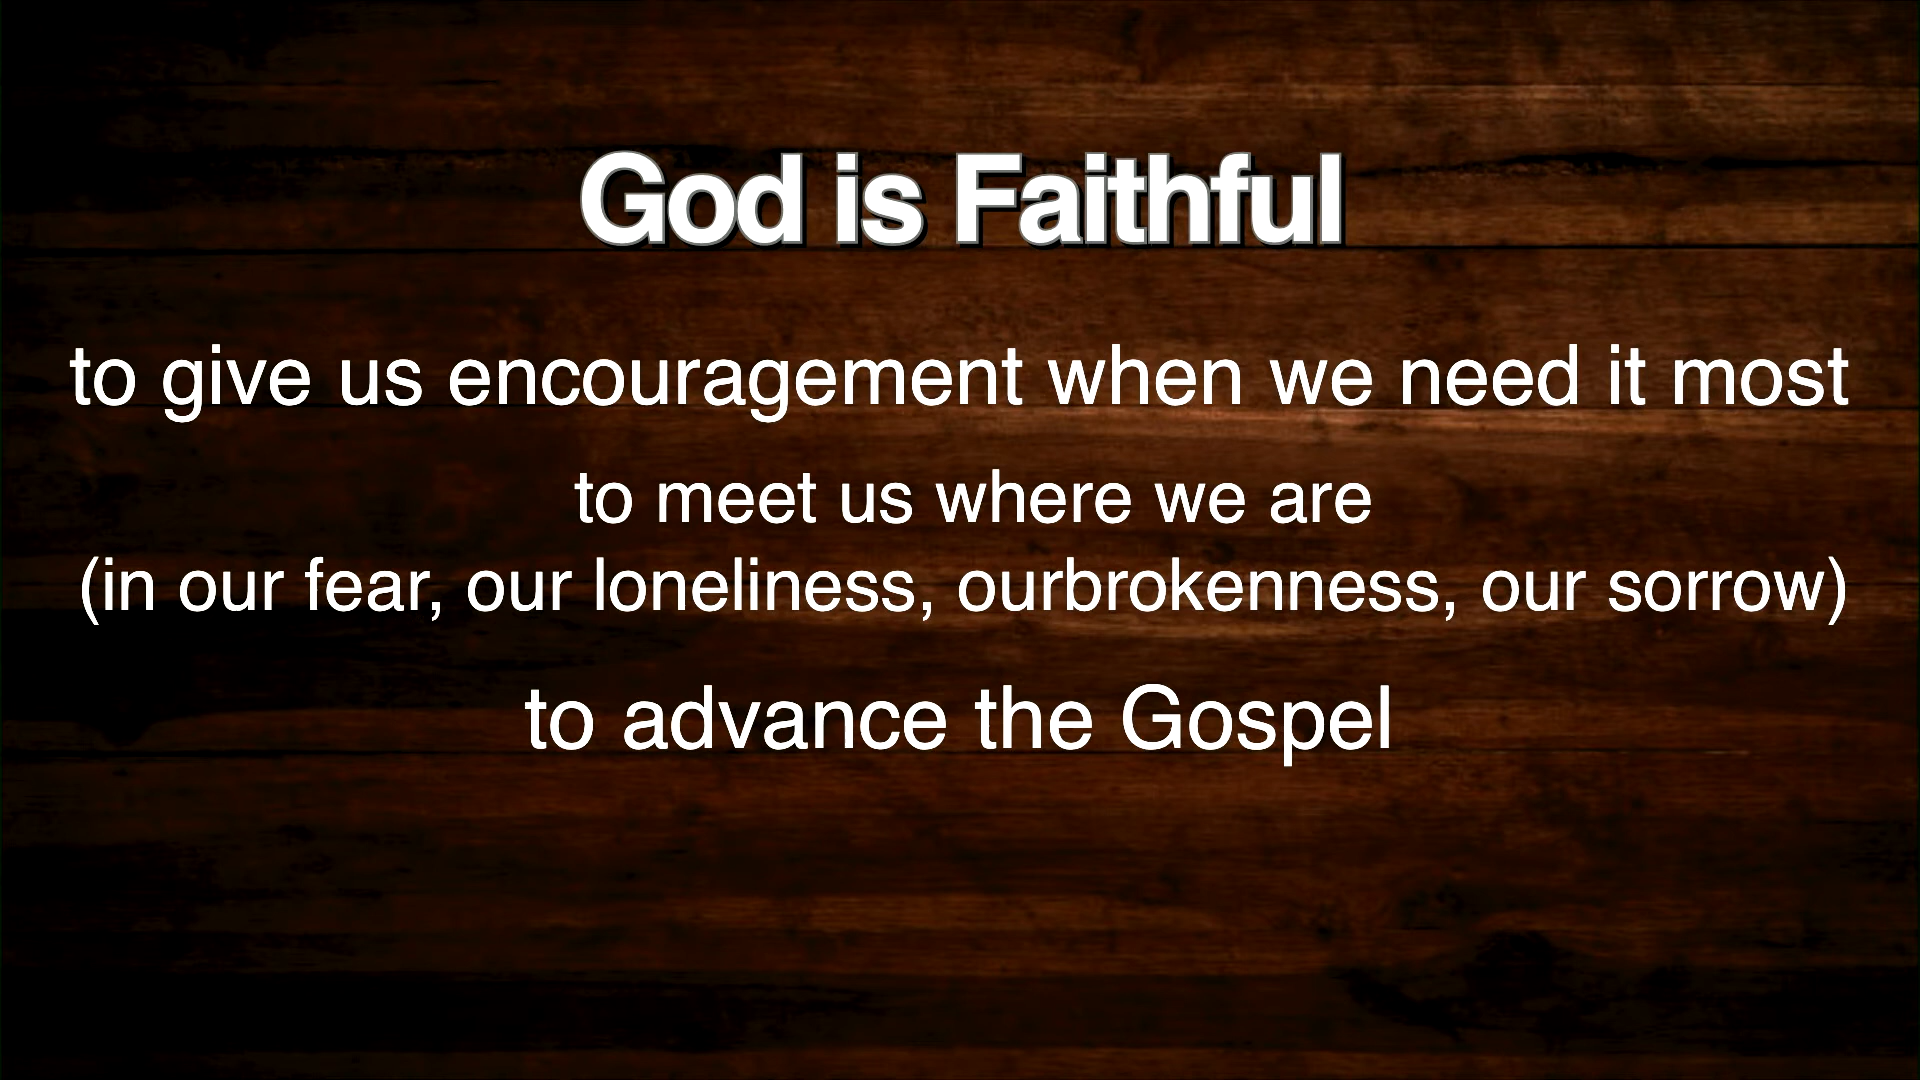 God is Faithful
to give us encouragement when we need it most
to meet us where we are
(in our fear, our loneliness, ourbrokenness, our sorrow)
to advance the Gospel